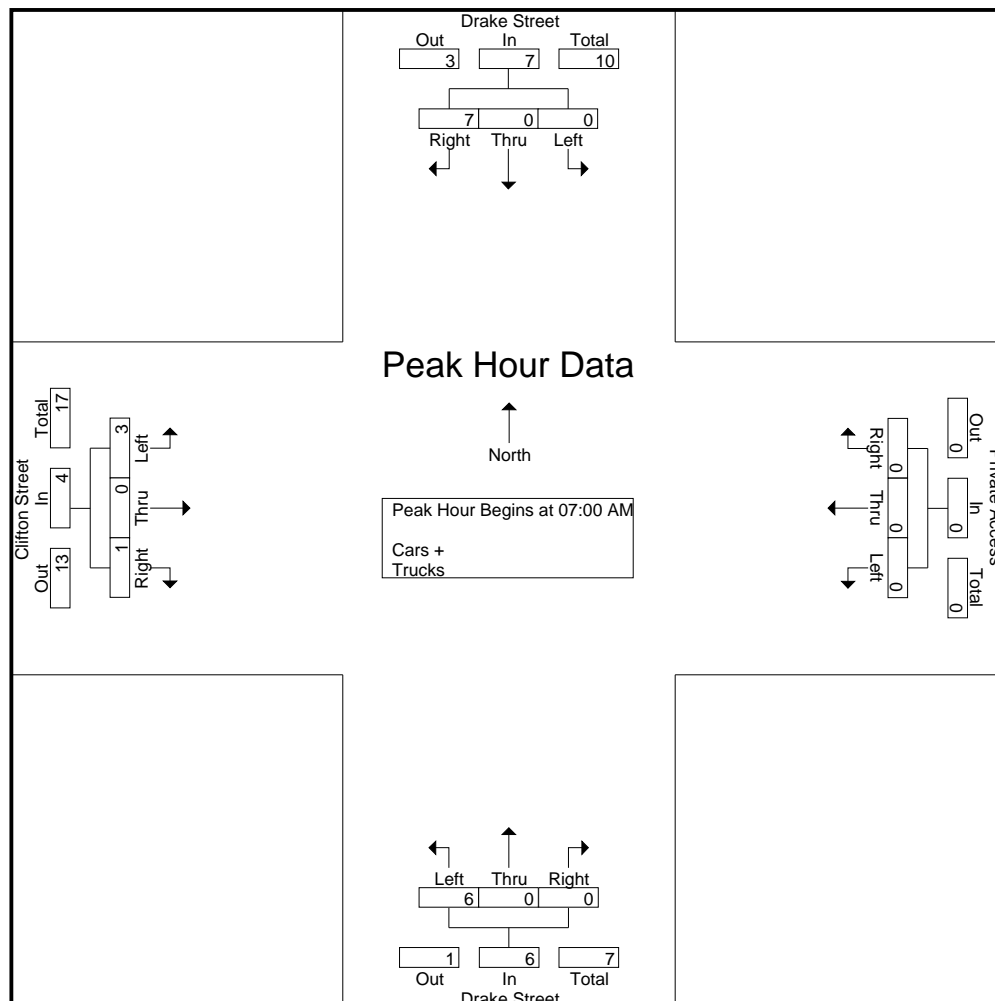 Drake Street
Out In Total
3 7 10
7 0 0
Right Thru Left
Peak Hour Data
North
Peak Hour Begins at 07:00 AM
Cars +
Trucks
Clifton Street
Out In Total
13 4 17
Right Thru Left
1 0 3
Private Access
Out In Total
0 0 0
Right Thru Left
0 0 0
Left Thru Right
6 0 0
1 6 7
Out In Total
Drake Street